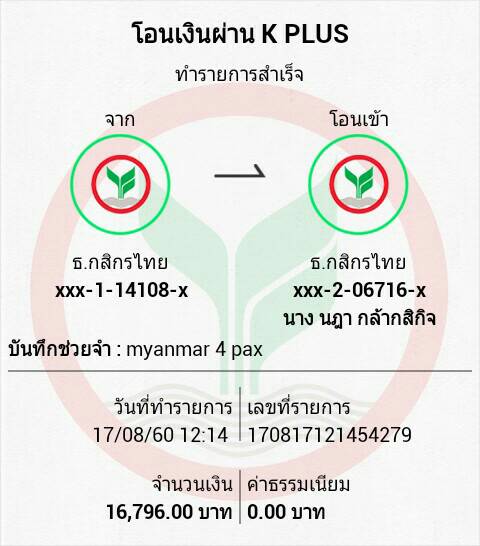 โอนเงินผ่าน K PLUS
ทำรายการสำเร็จ
จาก
โอนเข้า
ธ.กสิกรไทย
xxx-1-14108-x
ธ.กสิกรไทย
xxx-2-06716-x
นาง นฎา กล้ากสิกิจ
บันทึกช่วยจำ : myanmar 4 pax
วันที่ทำรายการ
17/08/60 12:14
เลขที่รายการ
170817121454279
จำนวนเงิน
16,796.00 บาท
ค่าธรรมเนียม
0.00 บาท